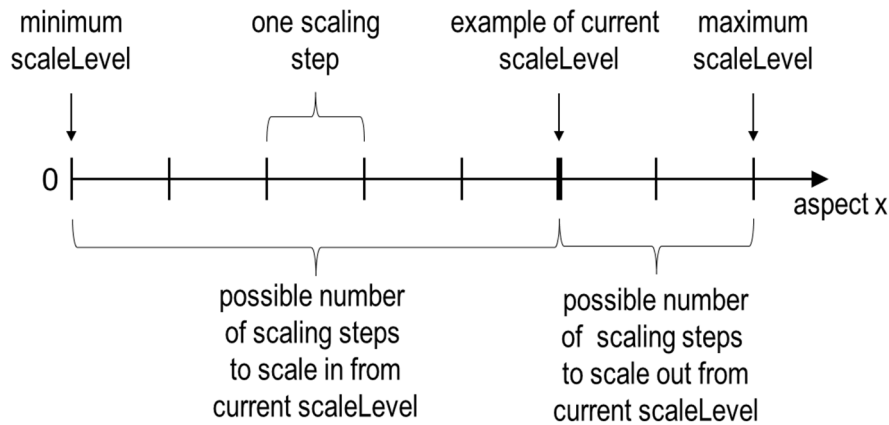 minimum
scaleLevel
one scaling
step
example of current
scaleLevel
maximum
scaleLevel
0
aspect x
possible number
of scaling steps
to scale in from
current scaleLevel
possible number
of scaling steps
to scale out from
current scaleLevel